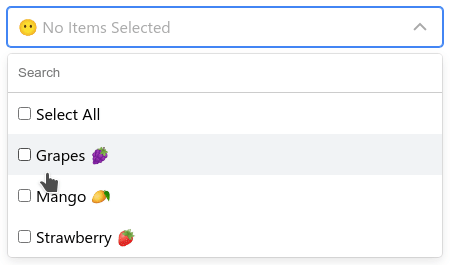 😶 No Items Selected
Search
Select All
Grapes 🍇
Mango 🥭
Strawberry 🍓